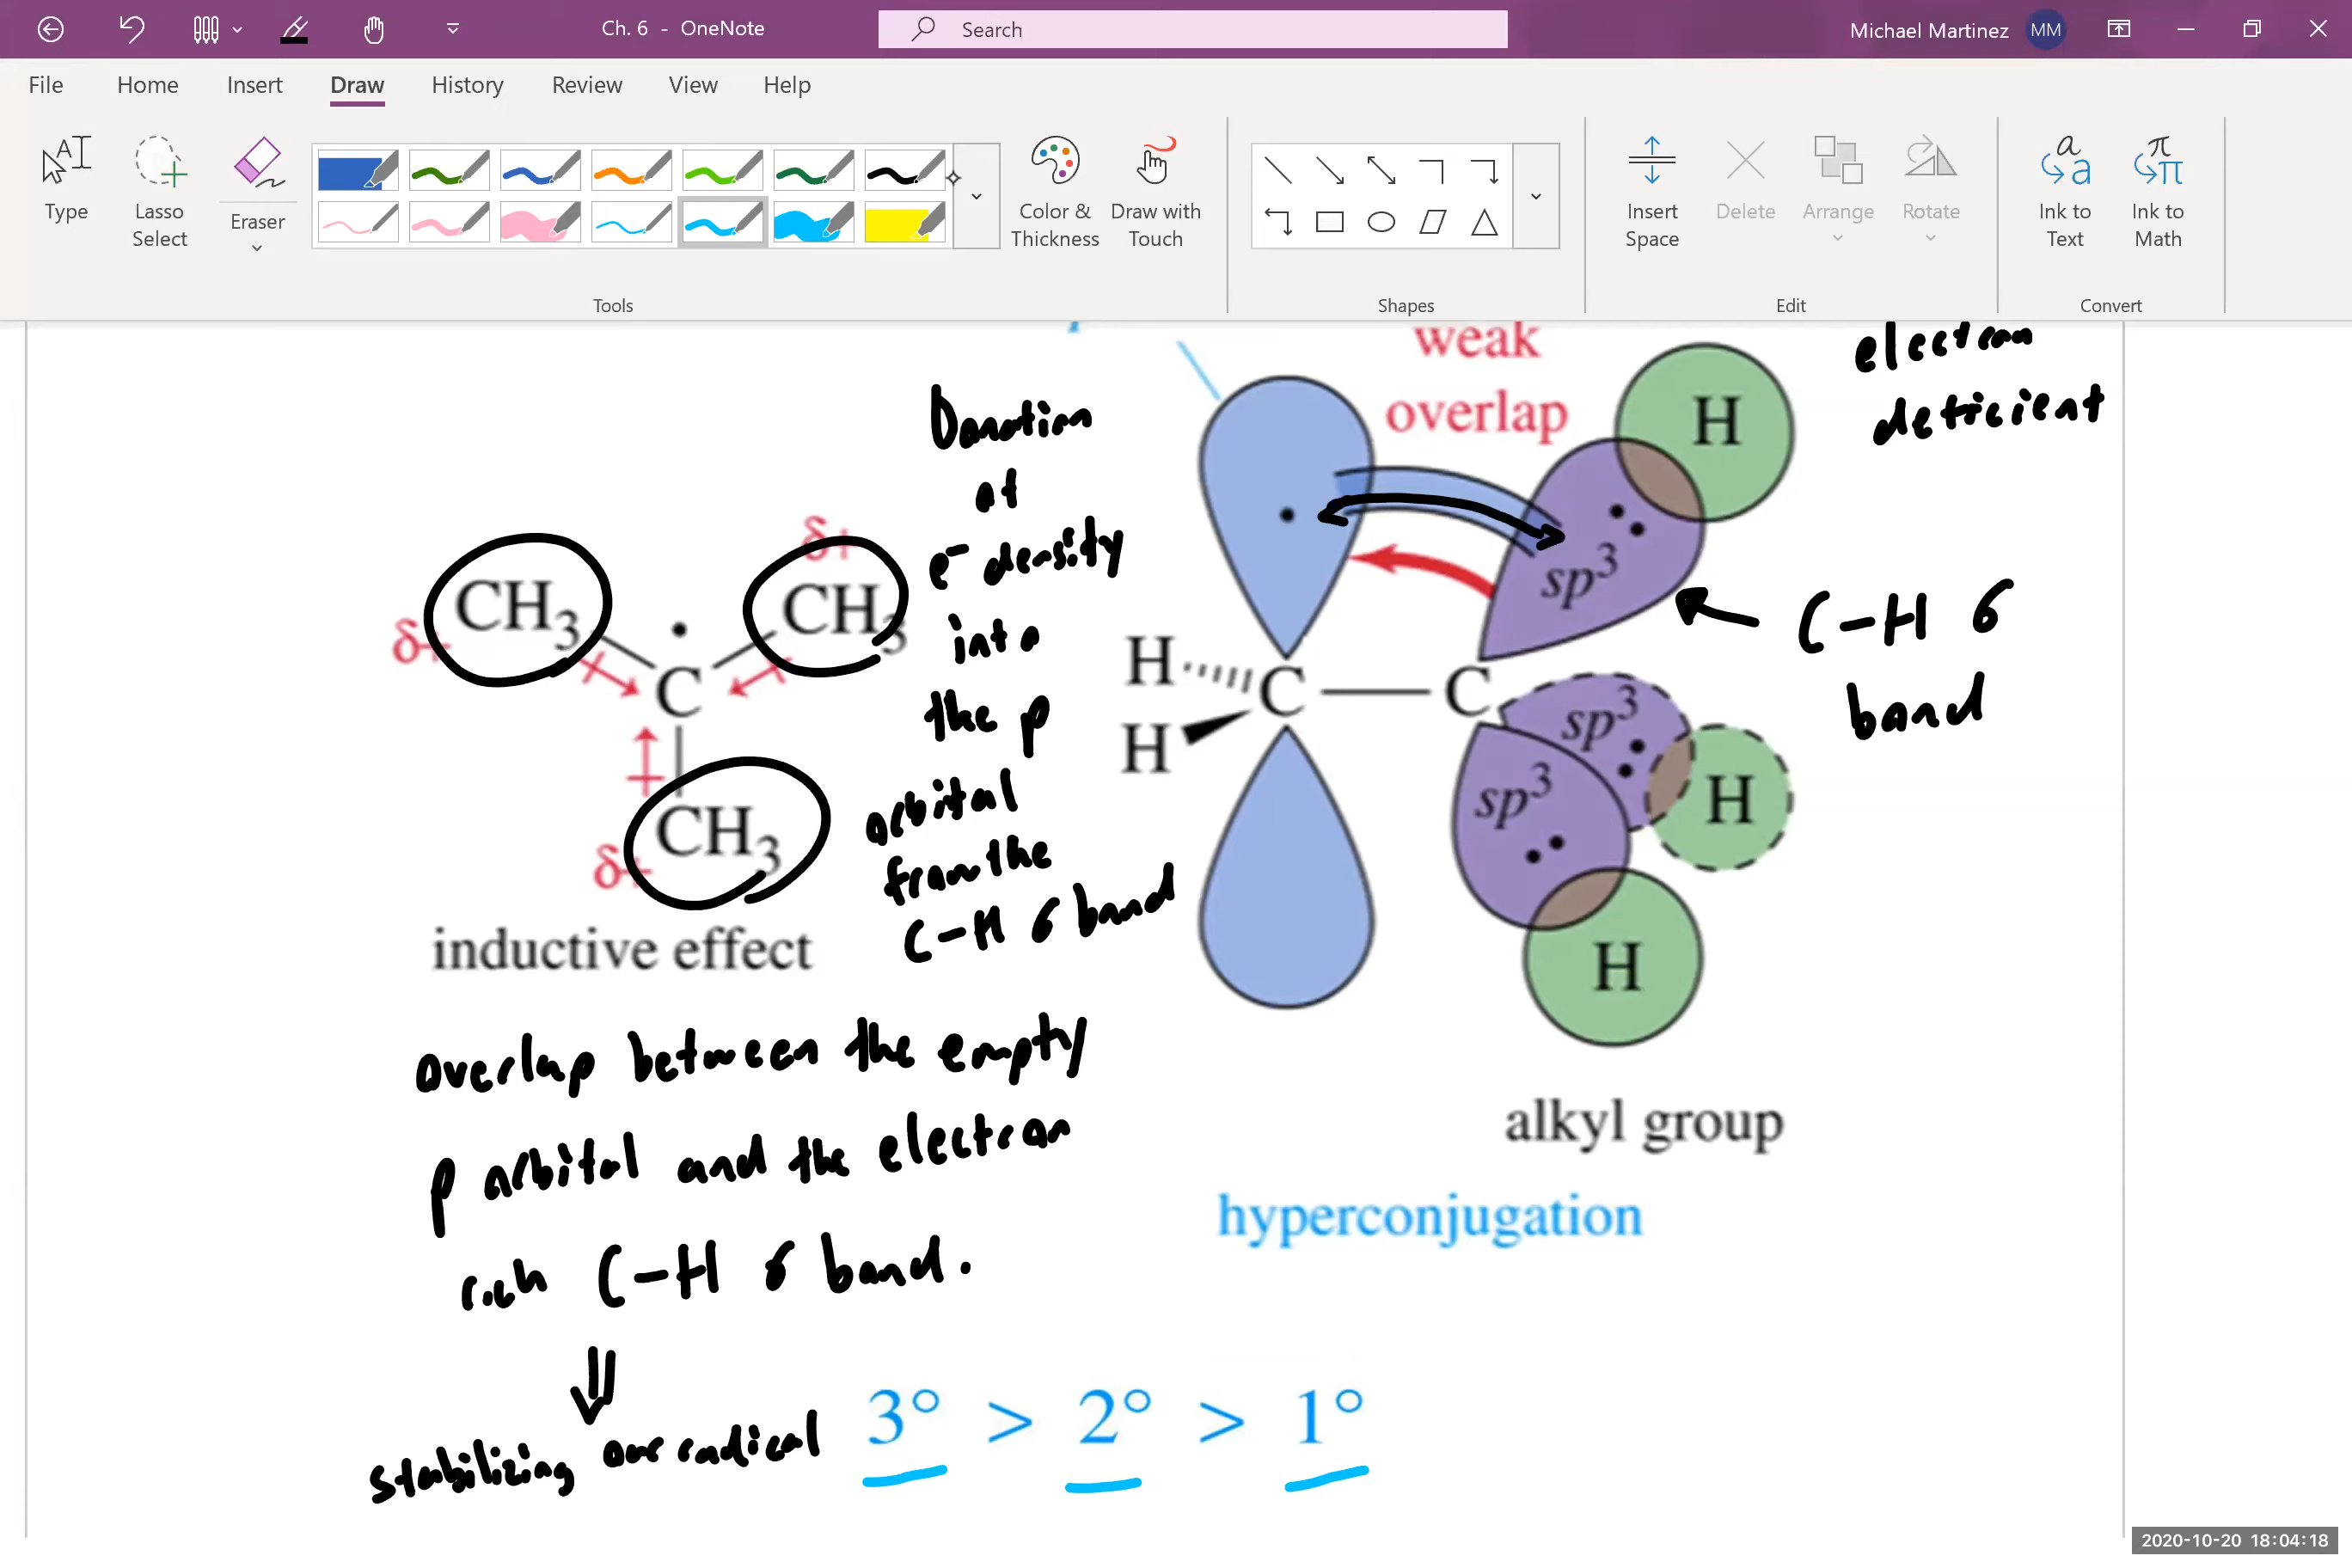 Ch. 6 - OneNote
Search
Michael Martinez
MM
File
Home
Insert
Draw
History
Review
View
Help
Type
Lasso
Select
Eraser
Color &
Thickness
Draw with
Touch
Insert
Space
Delete
Arrange
Rotate
Ink to
Text
Ink to
Math
Tools
Shapes
Edit
Convert
weak
overlap
electron
deficient
Donation
of
e⁻ density
into
the p
orbital
from the
C-H σ bond
δ+
CH₃
δ+
CH₃
C
δ+
CH₃
inductive effect
H
sp³
C-H σ
bond
H
H
C
C
sp³
H
sp³
H
alkyl group
hyperconjugation
overlap between the empty
p orbital and the electron
rich C-H σ bond.
⇓
stabilizing our radical
3° > 2° > 1°
2020-10-20 18:04:18